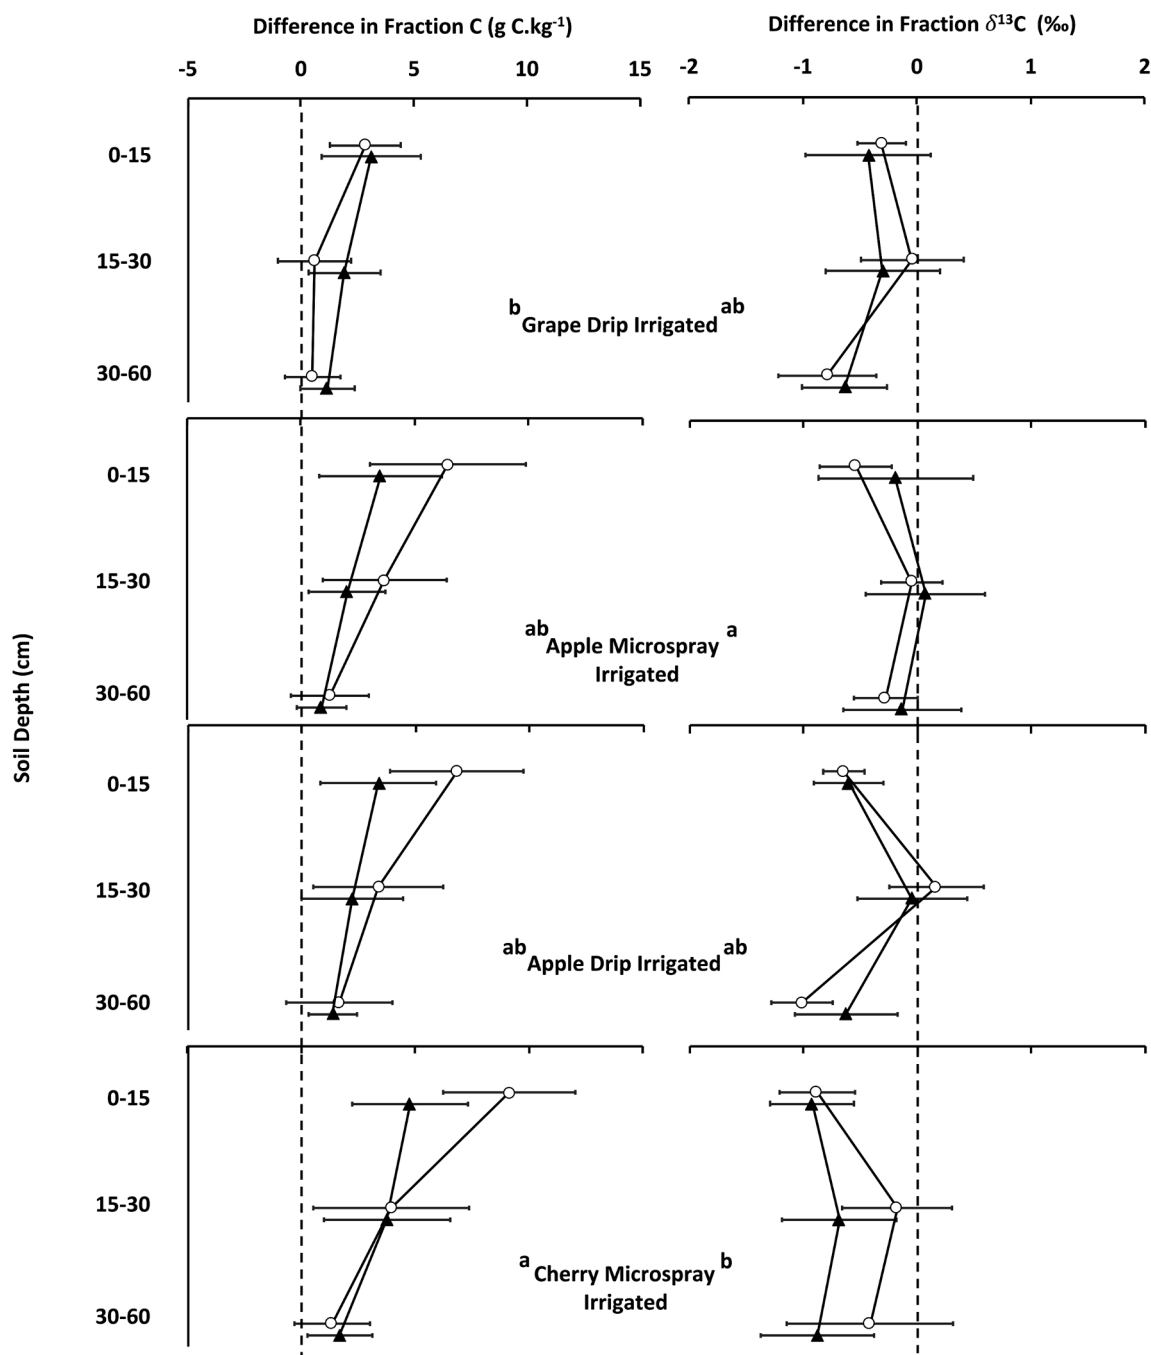 Difference in Fraction C (g C.kg⁻¹)
Difference in Fraction δ¹³C (‰)
-5 0 5 10 15
-2 -1 0 1 2
0-15
15-30
b Grape Drip Irrigated ab
30-60
0-15
15-30
ab Apple Microspray a
Irrigated
30-60
Soil Depth (cm)
0-15
15-30
ab Apple Drip Irrigated ab
30-60
0-15
15-30
a Cherry Microspray b
Irrigated
30-60